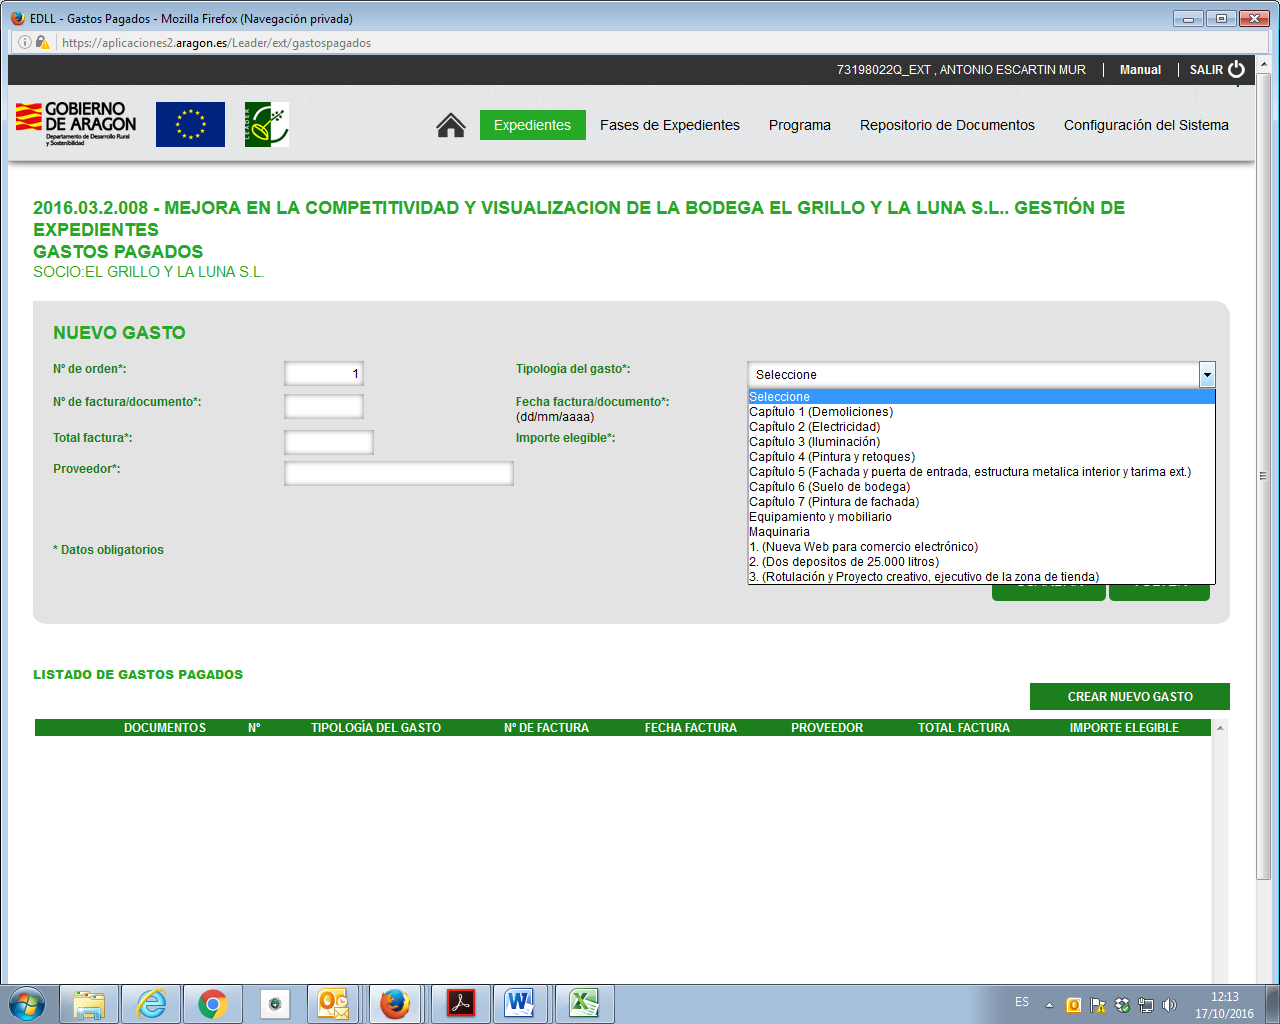 EDLL - Gastos Pagados - Mozilla Firefox (Navegación privada)
https://aplicaciones2.aragon.es/Leader/ext/gastospagados
73198022Q_EXT , ANTONIO ESCARTIN MUR | Manual | SALIR
GOBIERNO
DE ARAGON
Departamento de Desarrollo Rural
y Sostenibilidad
LEADER
Expedientes Fases de Expedientes Programa Repositorio de Documentos Configuración del Sistema
2016.03.2.008 - MEJORA EN LA COMPETITIVIDAD Y VISUALIZACION DE LA BODEGA EL GRILLO Y LA LUNA S.L.. GESTIÓN DE
EXPEDIENTES
GASTOS PAGADOS
SOCIO:EL GRILLO Y LA LUNA S.L.
NUEVO GASTO
Nº de orden*: 1 Tipología del gasto*: Seleccione
Seleccione
Nº de factura/documento*: Fecha factura/documento*:
(dd/mm/aaaa)
Capítulo 1 (Demoliciones)
Capítulo 2 (Electricidad)
Total factura*: Importe elegible*:
Capítulo 3 (Iluminación)
Capítulo 4 (Pintura y retoques)
Proveedor*:
Capítulo 5 (Fachada y puerta de entrada, estructura metalica interior y tarima ext.)
Capítulo 6 (Suelo de bodega)
Capítulo 7 (Pintura de fachada)
Equipamiento y mobiliario
Maquinaria
* Datos obligatorios
1. (Nueva Web para comercio electrónico)
2. (Dos depositos de 25.000 litros)
3. (Rotulación y Proyecto creativo, ejecutivo de la zona de tienda)
LISTADO DE GASTOS PAGADOS
CREAR NUEVO GASTO
DOCUMENTOS Nº TIPOLOGÍA DEL GASTO Nº DE FACTURA FECHA FACTURA PROVEEDOR TOTAL FACTURA IMPORTE ELEGIBLE
ES
12:13
17/10/2016